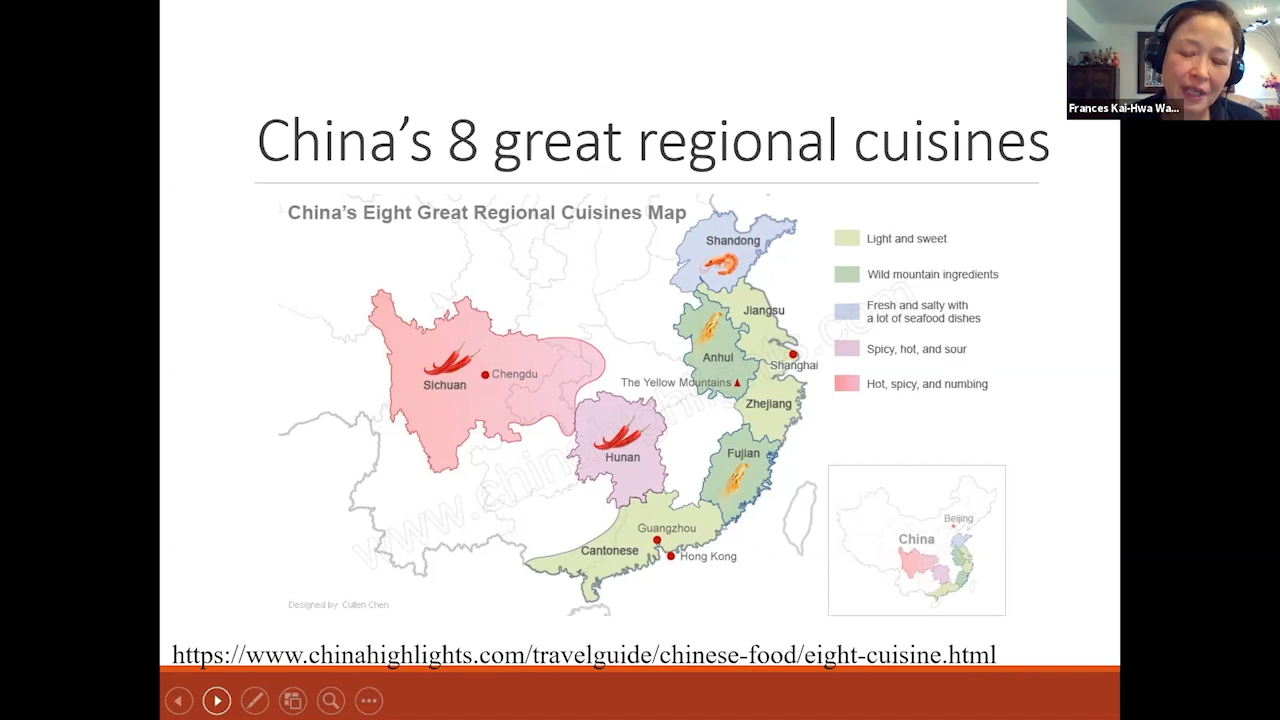 Frances Kai-Hwa Wa...
China's 8 great regional cuisines
China's Eight Great Regional Cuisines Map
Shandong
Light and sweet
Wild mountain ingredients
Jiangsu
Fresh and salty with
a lot of seafood dishes
Anhui
Shanghai
Spicy, hot, and sour
Chengdu
Sichuan
The Yellow Mountains
Hot, spicy, and numbing
Zhejiang
Hunan
Fujian
Guangzhou
Cantonese
Hong Kong
Beijing
China
Designed by: Cullen Chen
https://www.chinahighlights.com/travelguide/chinese-food/eight-cuisine.html